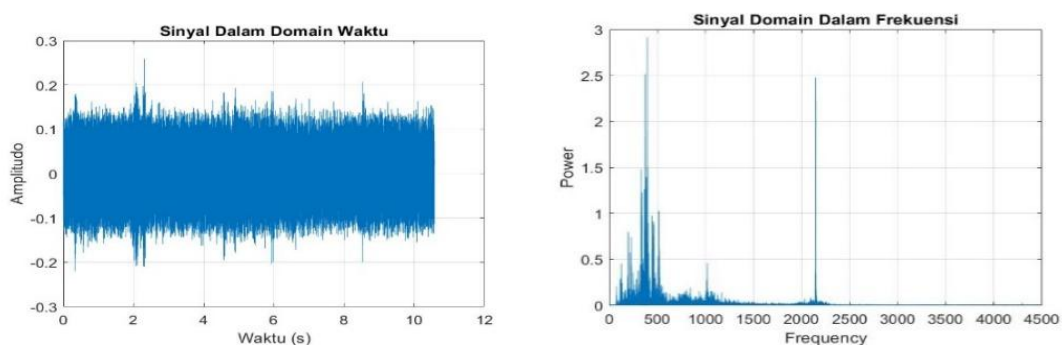 Sinyal Dalam Domain Waktu
0.3
0.2
0.1
0
-0.1
-0.2
-0.3
Amplitudo
0 2 4 6 8 10 12
Waktu (s)
Sinyal Domain Dalam Frekuensi
3
2.5
2
1.5
1
0.5
0
Power
0 500 1000 1500 2000 2500 3000 3500 4000 4500
Frequency